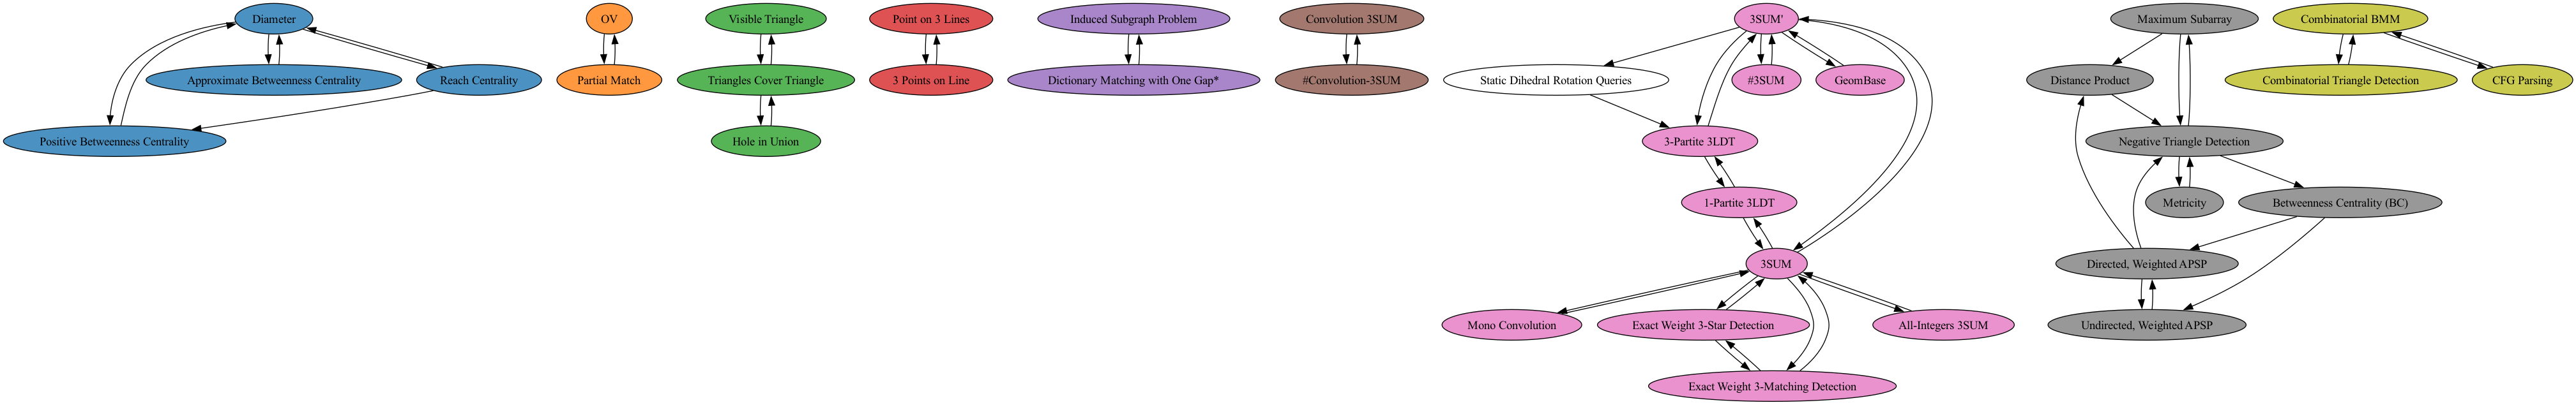 Diameter
OV
Visible Triangle
Point on 3 Lines
Induced Subgraph Problem
Convolution 3SUM
3SUM'
Maximum Subarray
Combinatorial BMM
Approximate Betweenness Centrality
Reach Centrality
Partial Match
Triangles Cover Triangle
3 Points on Line
Dictionary Matching with One Gap*
#Convolution-3SUM
Static Dihedral Rotation Queries
#3SUM
GeomBase
Distance Product
Combinatorial Triangle Detection
CFG Parsing
Positive Betweenness Centrality
Hole in Union
3-Partite 3LDT
Negative Triangle Detection
1-Partite 3LDT
Metricity
Betweenness Centrality (BC)
3SUM
Directed, Weighted APSP
Mono Convolution
Exact Weight 3-Star Detection
All-Integers 3SUM
Undirected, Weighted APSP
Exact Weight 3-Matching Detection